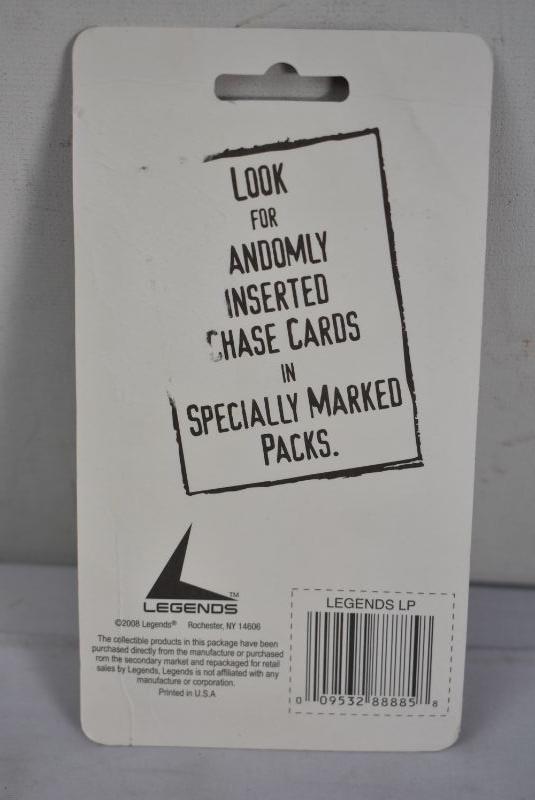 LOOK
FOR
ANDOMLY
INSERTED
CHASE CARDS
IN
SPECIALLY MARKED
PACKS.
TM
LEGENDS
©2008 Legends® Rochester, NY 14606
The collectible products in this package have been
purchased directly from the manufacture or purchased
rom the secondary market and repackaged for retail
sales by Legends, Legends is not affiliated with any
manufacture or corporation.
Printed in U.S.A
LEGENDS LP
0 09532 88885 8